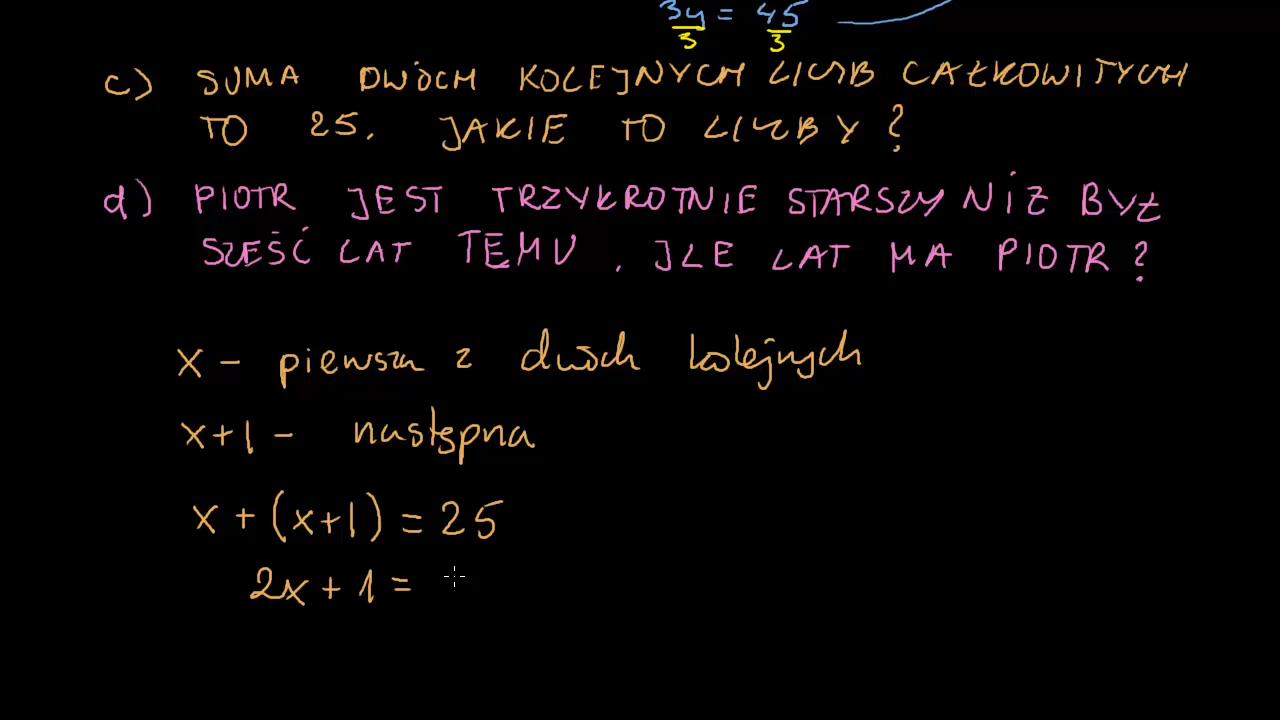 3y = 45
3 3
c) SUMA DWÓCH KOLEJNYCH LICZB CAŁKOWITYCH
TO 25. JAKIE TO LICZBY?
d) PIOTR JEST TRZYKROTNIE STARSZY NIŻ BYŁ
SZEŚĆ LAT TEMU. ILE LAT MA PIOTR?
x - pierwsza z dwóch kolejnych
x+1 - następna
x + (x+1) = 25
2x + 1 =